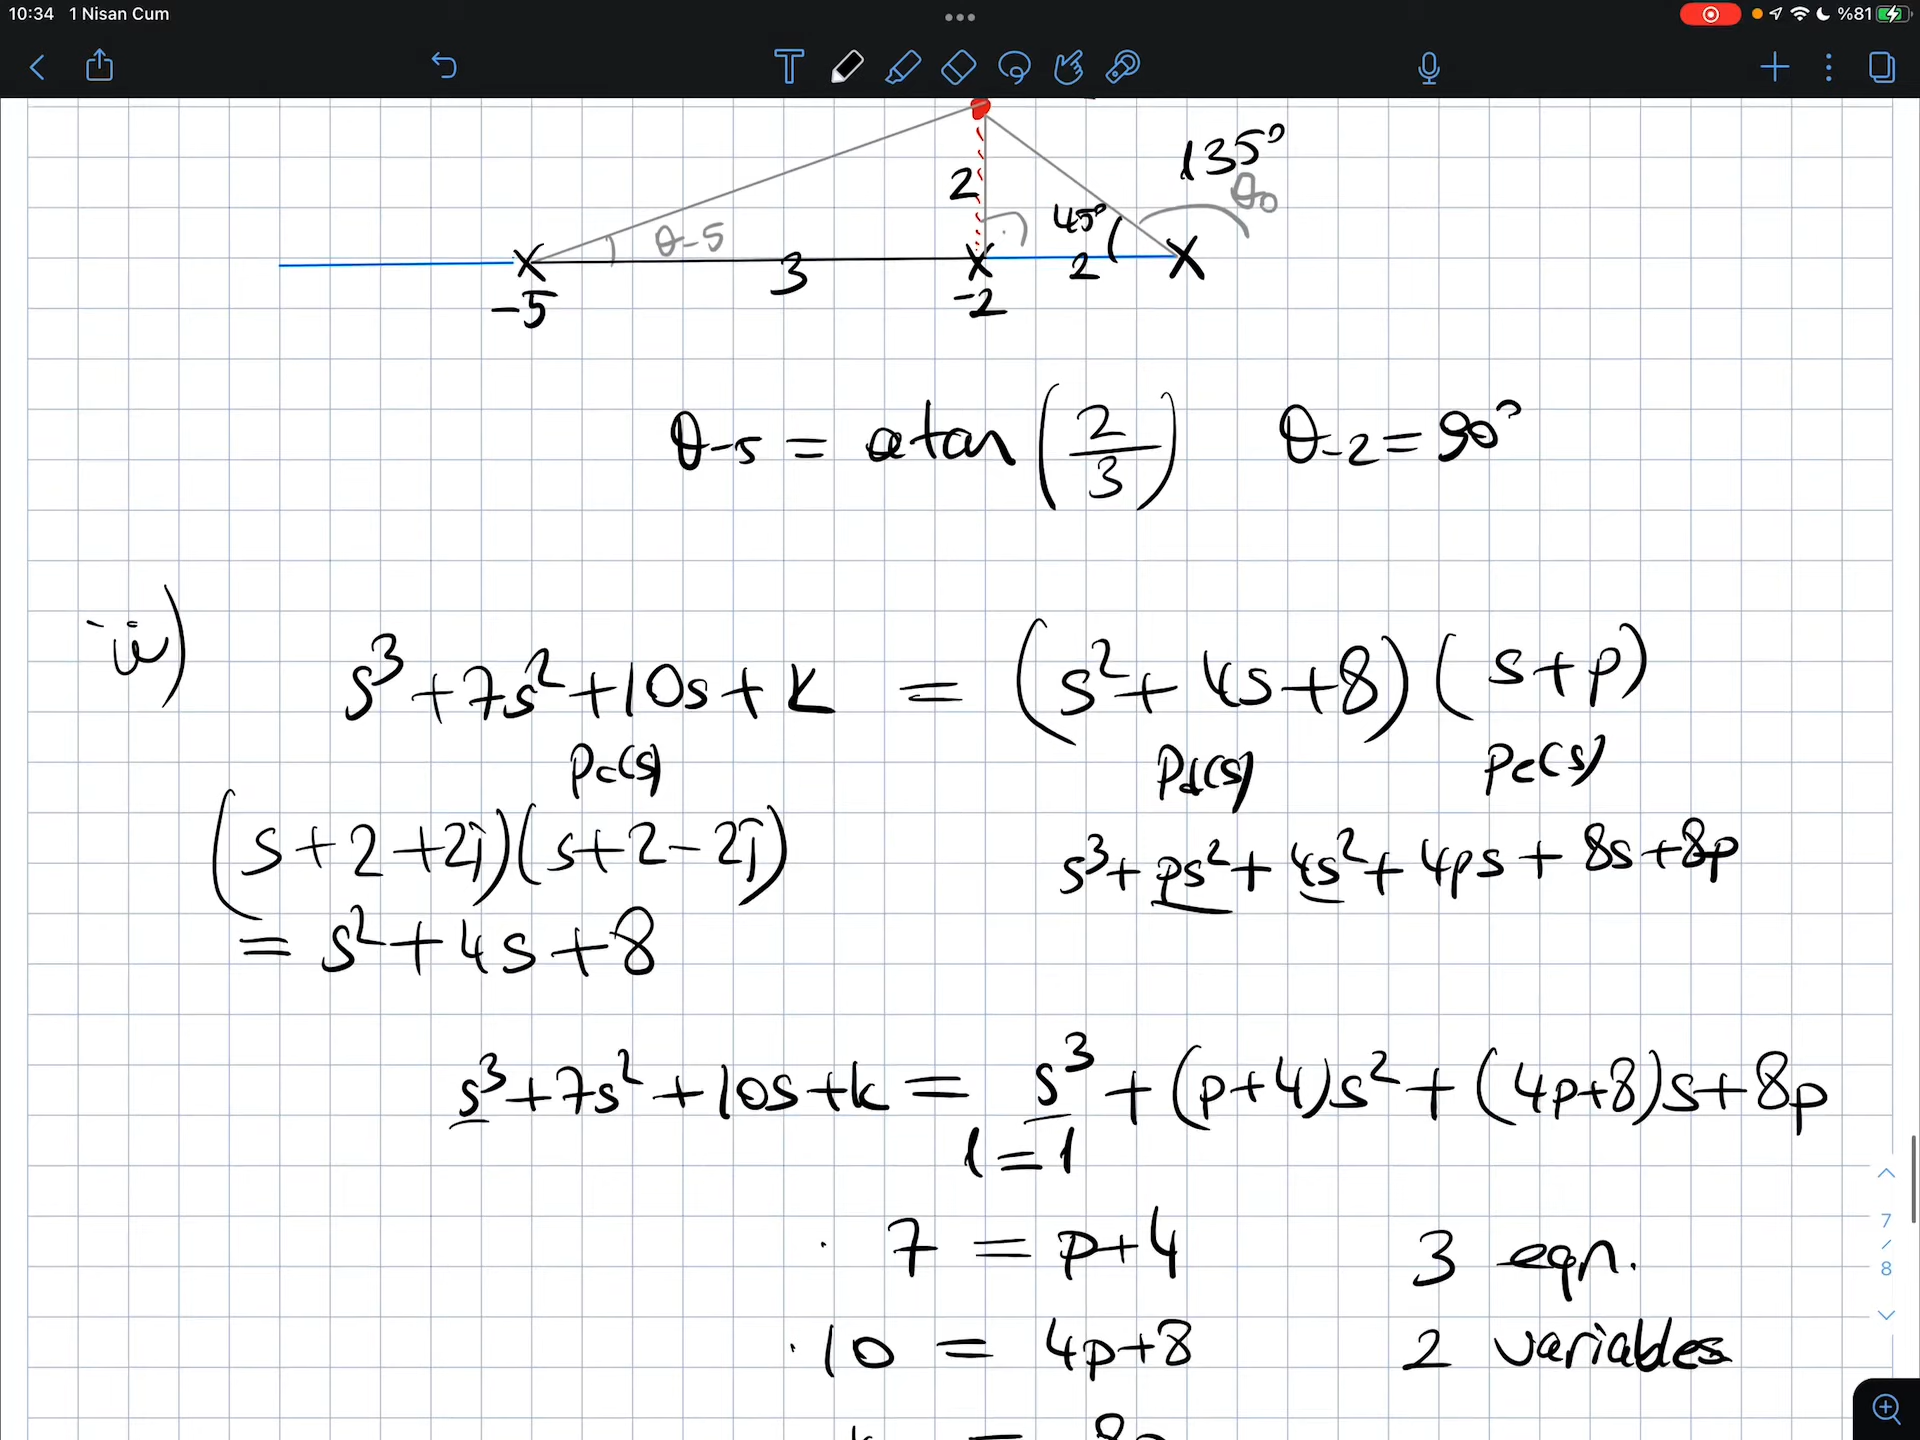 10:34 1 Nisan Cum
%81
T
135°
θ0
2
45°
θ-5
3
2
-5
-2
θ-5 = atan (2/3) θ-2 = 90°
ii)
s³+7s²+10s+k = (s²+4s+8)(s+p)
Pc(s) Pd(s) Pe(s)
(s+2+2j)(s+2-2j)
s³+ps²+4s²+4ps+8s+8p
= s²+4s+8
s³+7s²+10s+k = s³+(p+4)s²+(4p+8)s+8p
1=1
7 = p+4 3 eqn.
10 = 4p+8 2 variables
7
/
8